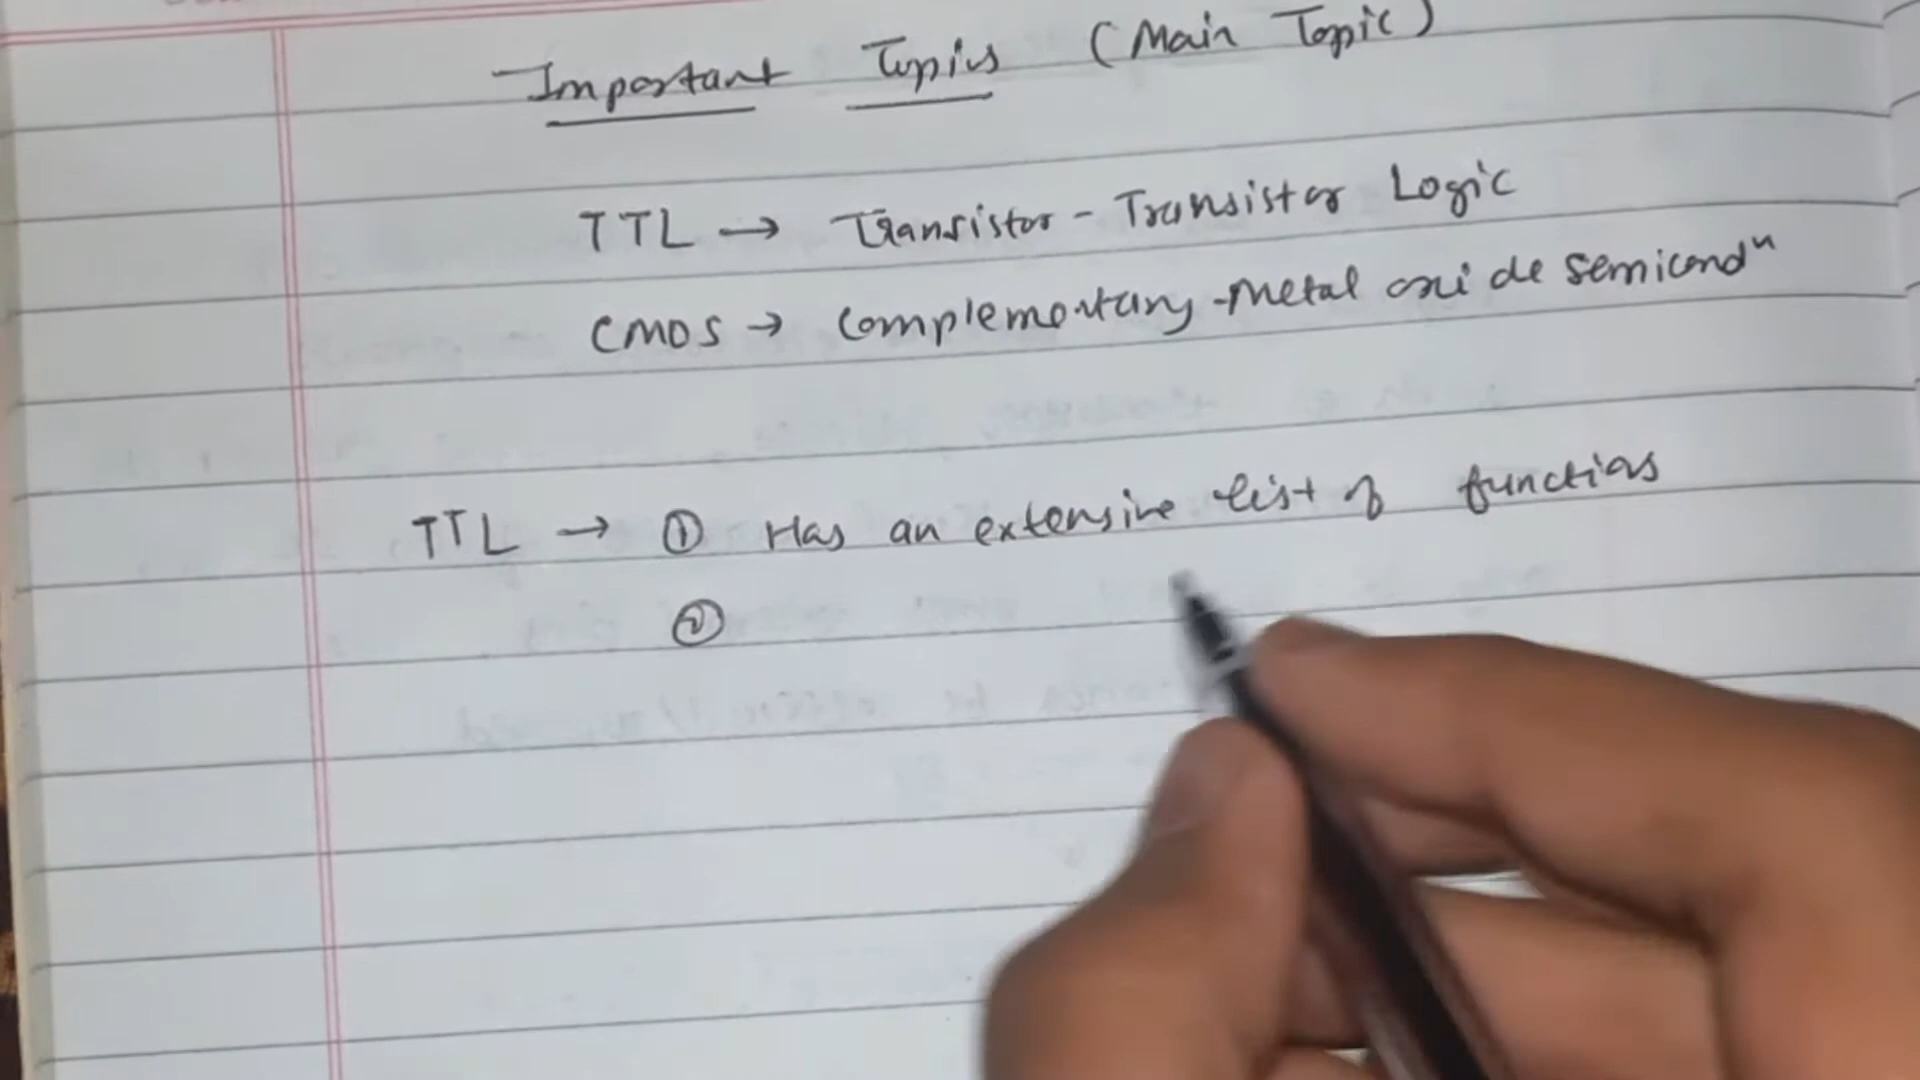 Important Topics (Main Topic)
TTL → Transistor - Transistor Logic
CMOS → Complementary - Metal oxide semicondⁿ
TTL → ① Has an extensive list of functions
②